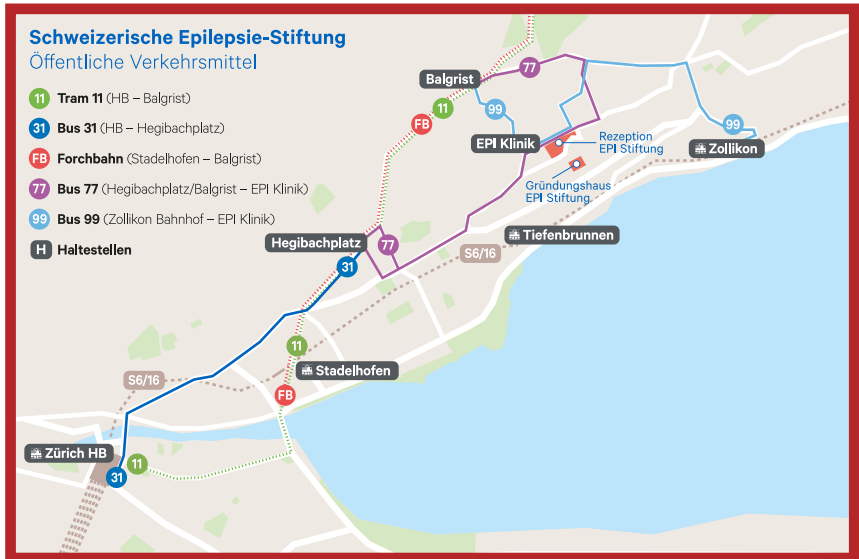 Schweizerische Epilepsie-Stiftung
Öffentliche Verkehrsmittel
11 Tram 11 (HB – Balgrist)
31 Bus 31 (HB – Hegibachplatz)
FB Forchbahn (Stadelhofen – Balgrist)
77 Bus 77 (Hegibachplatz/Balgrist – EPI Klinik)
99 Bus 99 (Zollikon Bahnhof – EPI Klinik)
H Haltestellen
Balgrist
77
99
11
FB
EPI Klinik
Rezeption
EPI Stiftung
99
Zollikon
Gründungshaus
EPI Stiftung
Hegibachplatz
77
31
Tiefenbrunnen
S6/16
11
Stadelhofen
S6/16
FB
Zürich HB
11
31